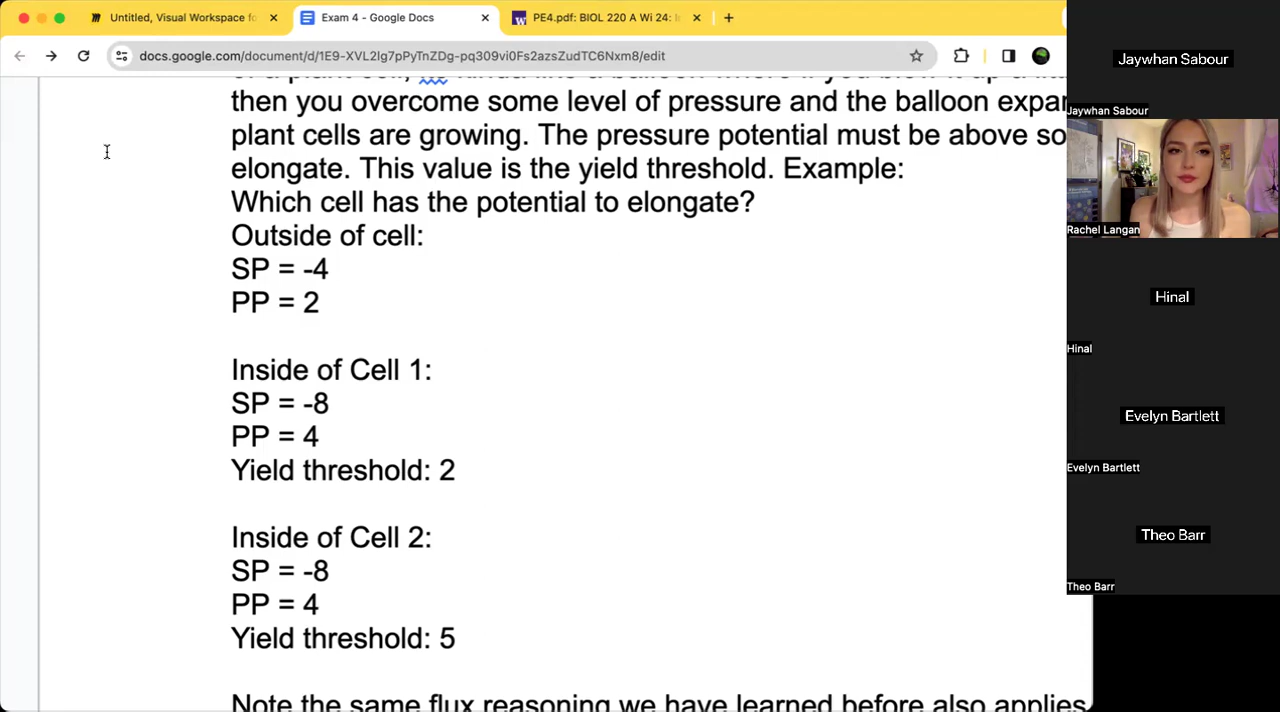 Untitled, Visual Workspace fo
Exam 4 - Google Docs
PE4.pdf: BIOL 220 A Wi 24:
docs.google.com/document/d/1E9-XVL2lg7pPyTnZDg-pq309vi0Fs2azsZudTC6Nxm8/edit
then you overcome some level of pressure and the balloon expan
plant cells are growing. The pressure potential must be above so
elongate. This value is the yield threshold. Example:
Which cell has the potential to elongate?
Outside of cell:
SP = -4
PP = 2
Inside of Cell 1:
SP = -8
PP = 4
Yield threshold: 2
Inside of Cell 2:
SP = -8
PP = 4
Yield threshold: 5
Note the same flux reasoning we have learned before also applies
Jaywhan Sabour
Jaywhan Sabour
Rachel Langan
Hinal
Hinal
Evelyn Bartlett
Evelyn Bartlett
Theo Barr
Theo Barr